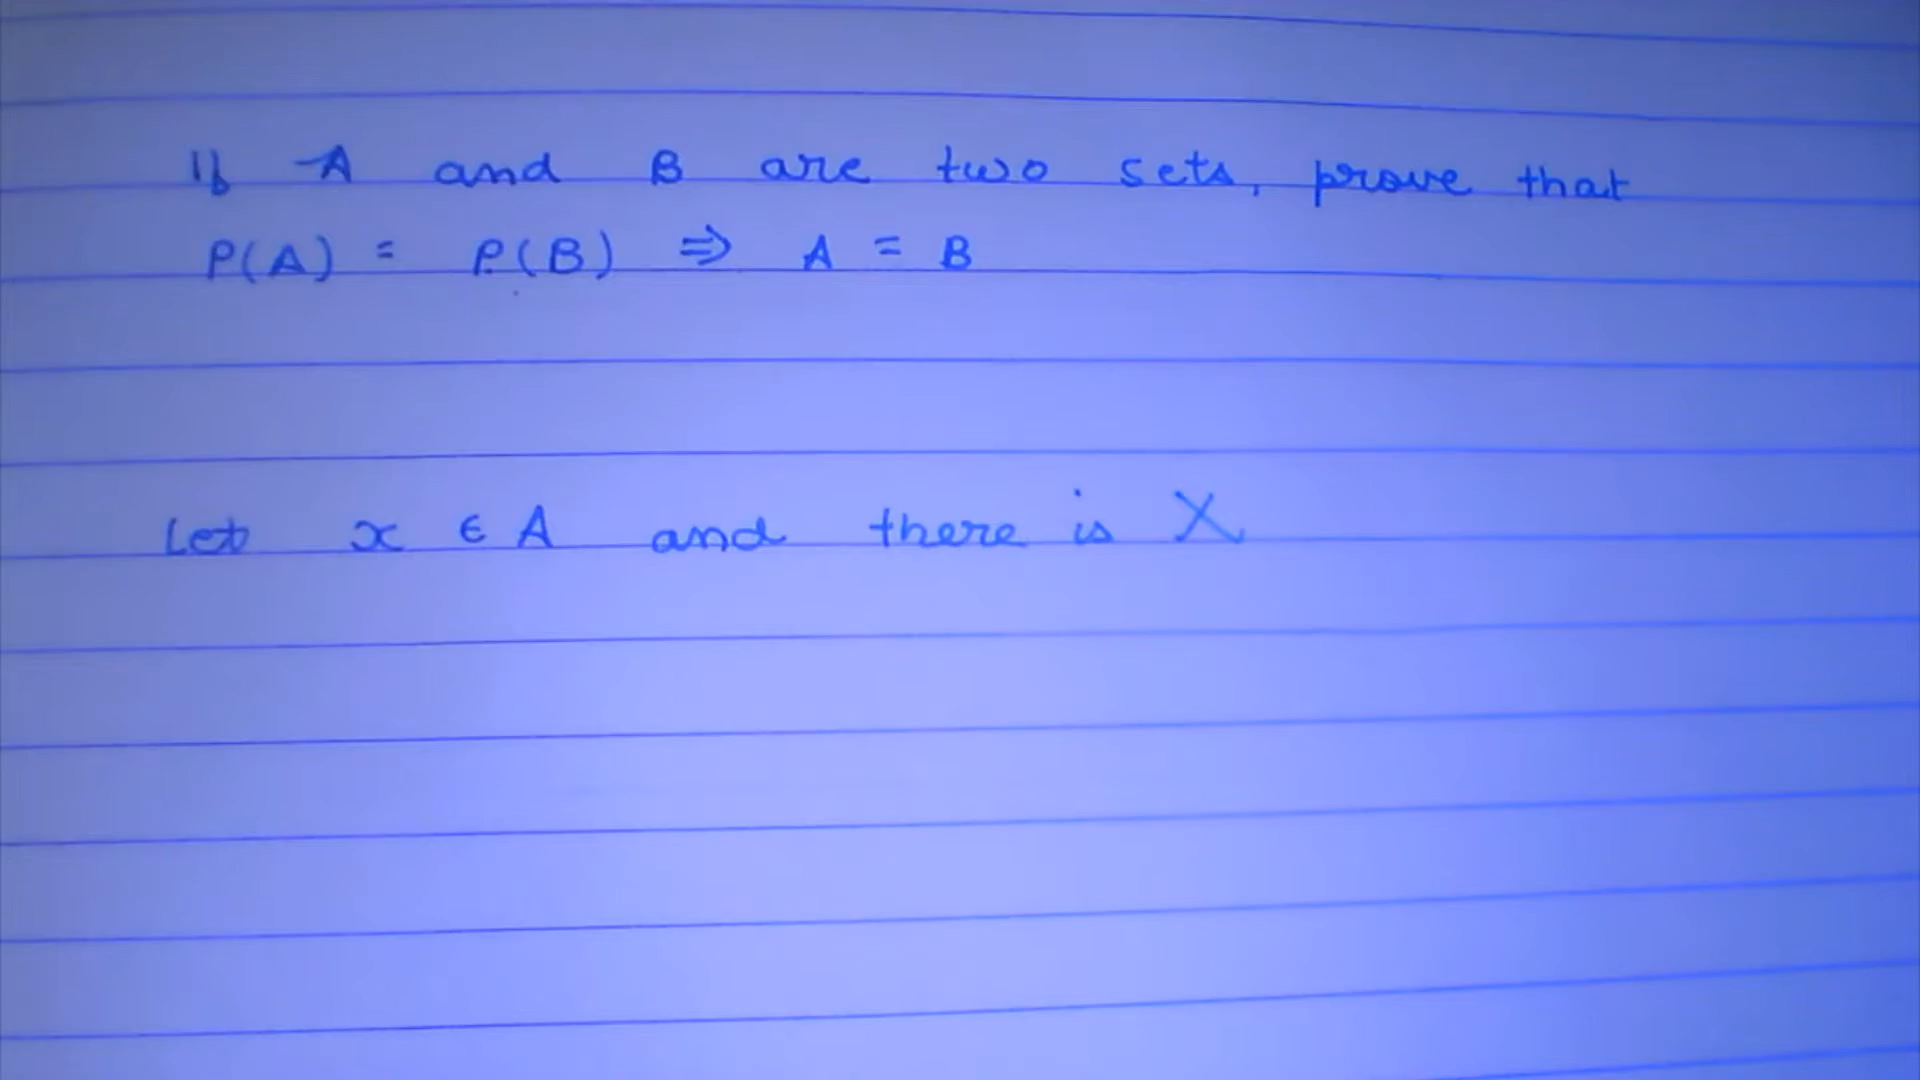 If A and B are two sets, prove that
P(A) = P(B) ⇒ A = B
Let x ∈ A and there is X